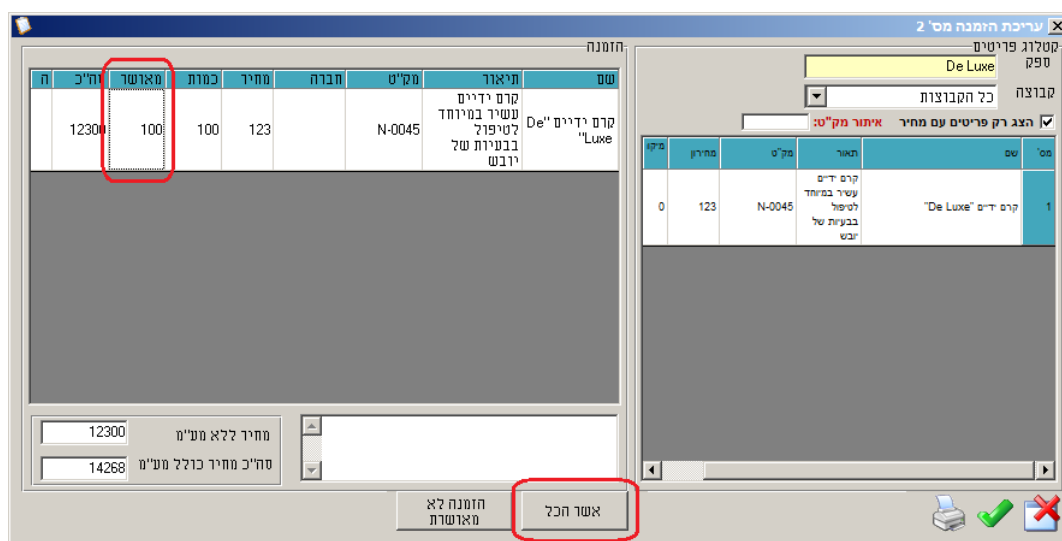 עריכת הזמנה מס' 2
קטלוג פריטים
ספק
De Luxe
קבוצה
כל הקבוצות
הצג רק פריטים עם מחיר
איתור מק"ט:
מס' שם תאור מק"ט מחירון מיקו
1 קרם ידיים "De Luxe" קרם ידיים N-0045 123 0
עשיר במיוחד
לטיפול
בבעיות של
יובש
הזמנה
שם תיאור מק"ט חברה מחיר כמות מאושר סה"כ ה
קרם ידיים "De Luxe" קרם ידיים N-0045 123 100 100 12300
עשיר במיוחד
לטיפול
בבעיות של
יובש
מחיר ללא מע"מ 12300
סה"כ מחיר כולל מע"מ 14268
אשר הכל
הזמנה לא
מאושרת